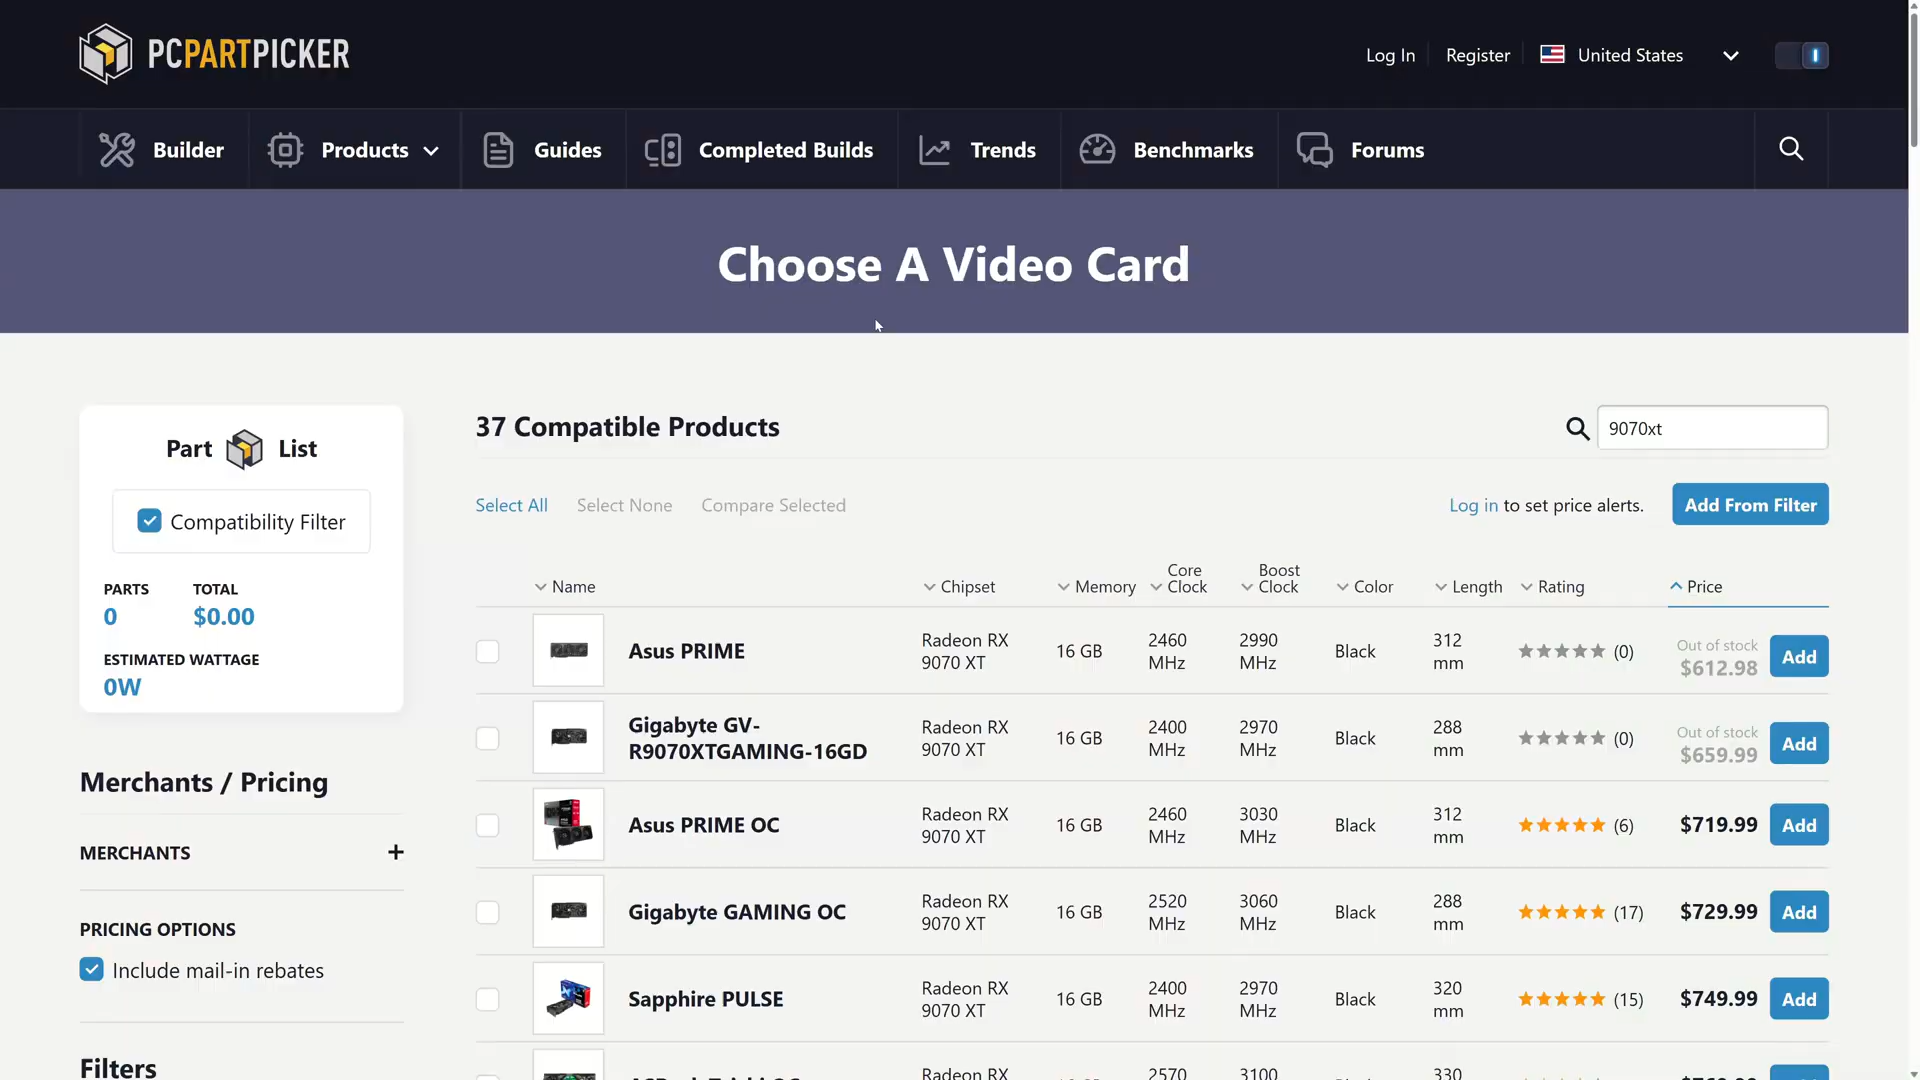 PCPARTPICKER
Log In
Register
United States
Builder
Products
Guides
Completed Builds
Trends
Benchmarks
Forums
Choose A Video Card
Part List
Compatibility Filter
PARTS
0
TOTAL
$0.00
ESTIMATED WATTAGE
0W
Merchants / Pricing
MERCHANTS
+
PRICING OPTIONS
Include mail-in rebates
Filters
37 Compatible Products
9070xt
Select All
Select None
Compare Selected
Log in to set price alerts.
Add From Filter
Name
Chipset
Memory
Core
Clock
Boost
Clock
Color
Length
Rating
Price
Asus PRIME
Radeon RX
9070 XT
16 GB
2460
MHz
2990
MHz
Black
312
mm
(0)
Out of stock
$612.98
Add
Gigabyte GV-
R9070XTGAMING-16GD
Radeon RX
9070 XT
16 GB
2400
MHz
2970
MHz
Black
288
mm
(0)
Out of stock
$659.99
Add
Asus PRIME OC
Radeon RX
9070 XT
16 GB
2460
MHz
3030
MHz
Black
312
mm
(6)
$719.99
Add
Gigabyte GAMING OC
Radeon RX
9070 XT
16 GB
2520
MHz
3060
MHz
Black
288
mm
(17)
$729.99
Add
Sapphire PULSE
Radeon RX
9070 XT
16 GB
2400
MHz
2970
MHz
Black
320
mm
(15)
$749.99
Add
Radeon RX
2570
3100
330